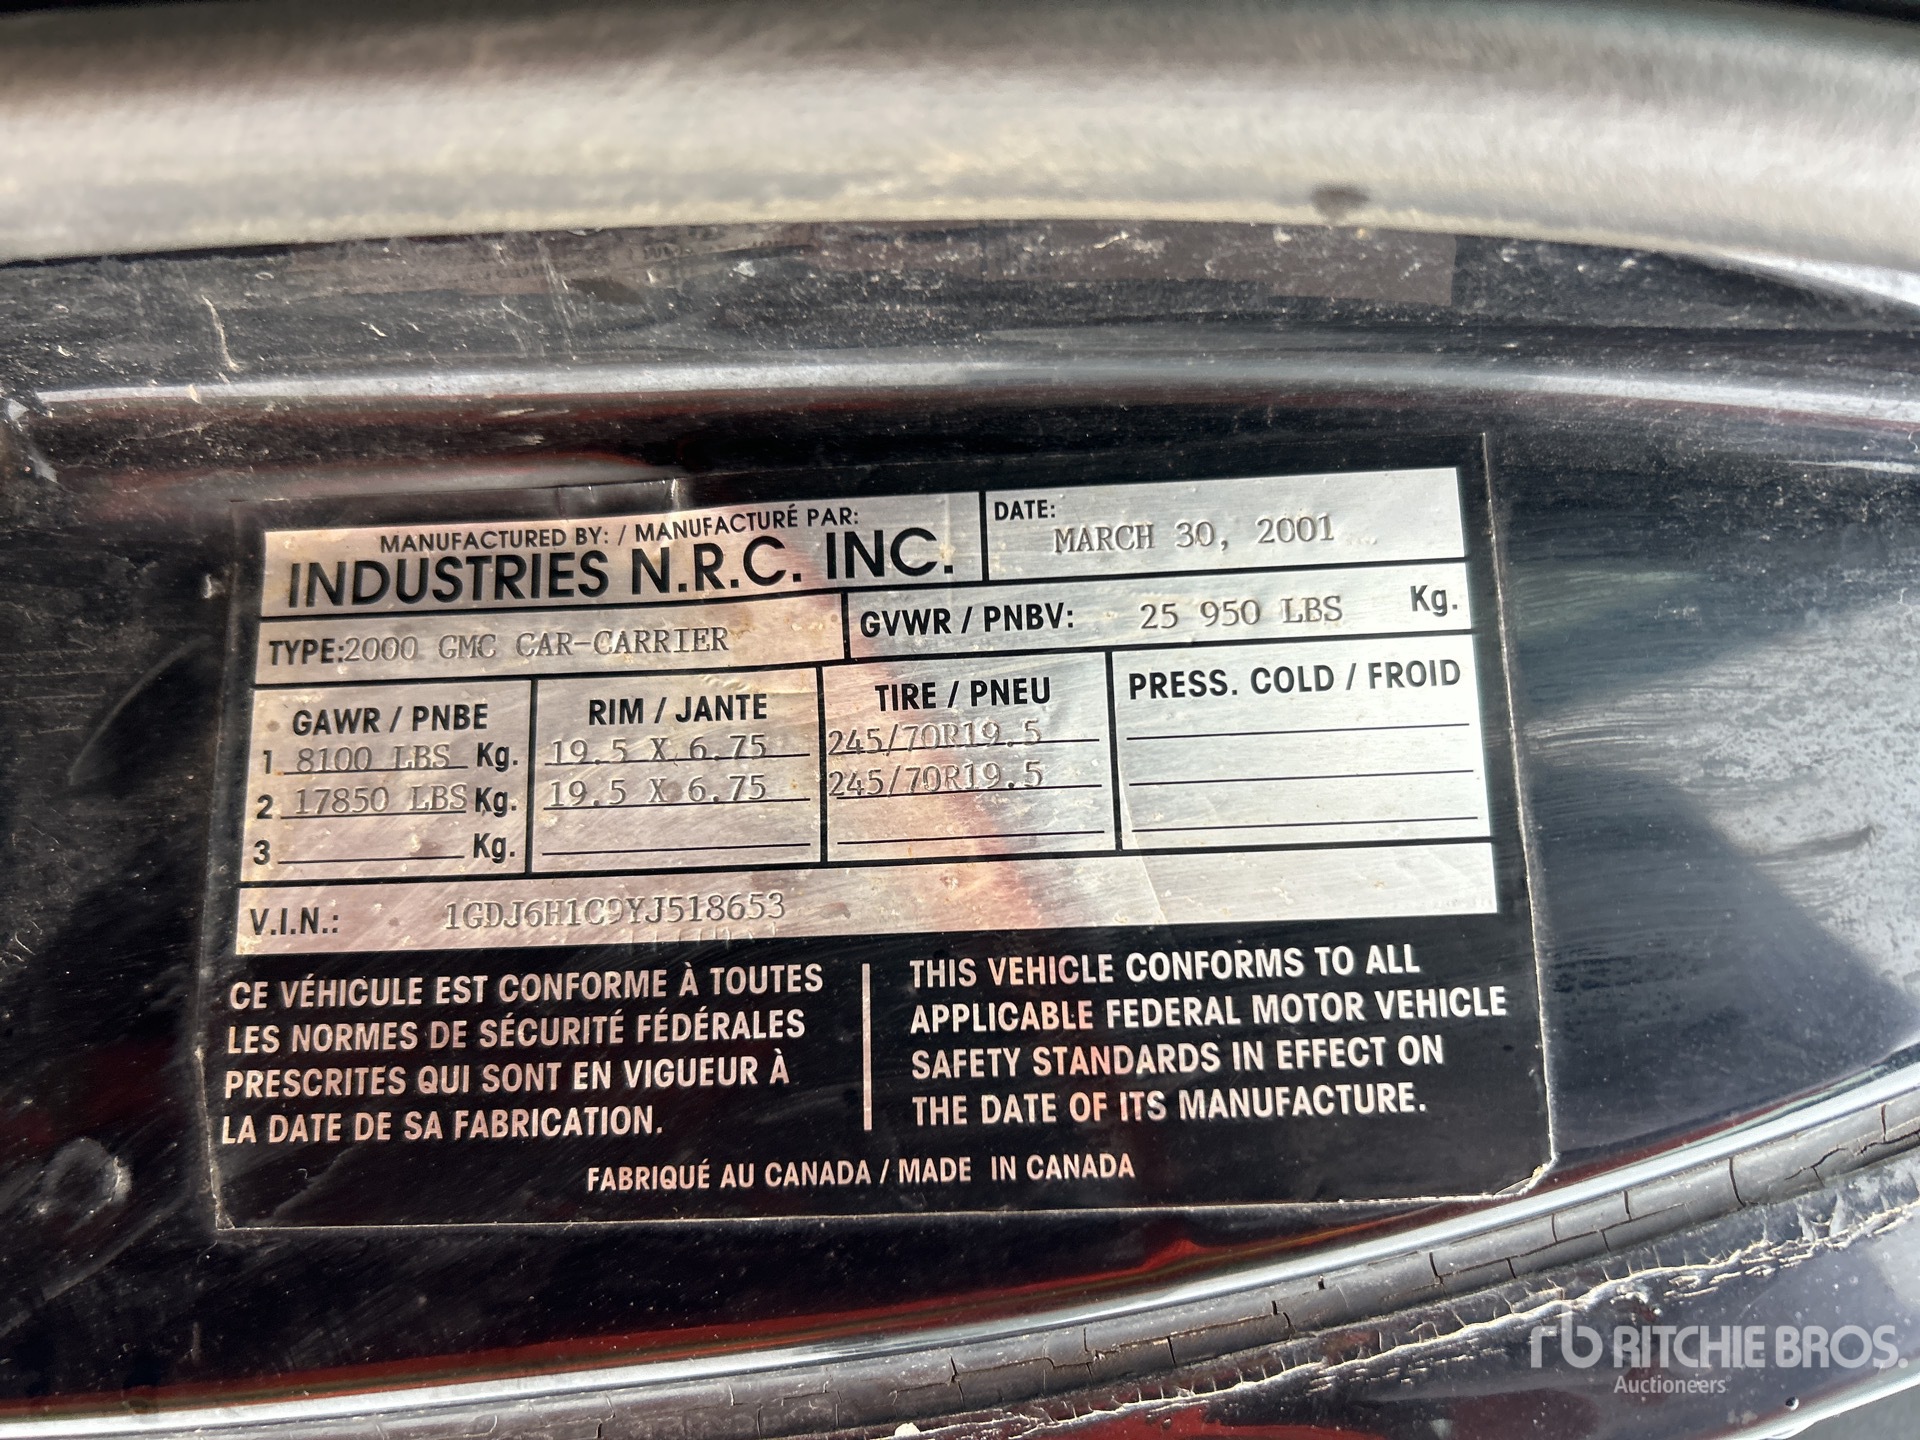 MANUFACTURED BY: / MANUFACTURÉ PAR:
INDUSTRIES N.R.C. INC.
DATE:
MARCH 30, 2001
TYPE: 2000 GMC CAR-CARRIER
GVWR / PNBV: 25 950 LBS Kg.
GAWR / PNBE RIM / JANTE TIRE / PNEU PRESS. COLD / FROID
1 8100 LBS Kg. 19.5 X 6.75 245/70R19.5
2 17850 LBS Kg. 19.5 X 6.75 245/70R19.5
3 Kg.
V.I.N.: 1GDJ6H1C9YJ518653
CE VÉHICULE EST CONFORME À TOUTES
LES NORMES DE SÉCURITÉ FÉDÉRALES
PRESCRITES QUI SONT EN VIGUEUR À
LA DATE DE SA FABRICATION.
THIS VEHICLE CONFORMS TO ALL
APPLICABLE FEDERAL MOTOR VEHICLE
SAFETY STANDARDS IN EFFECT ON
THE DATE OF ITS MANUFACTURE.
FABRIQUÉ AU CANADA / MADE IN CANADA
rb RITCHIE BROS.
Auctioneers